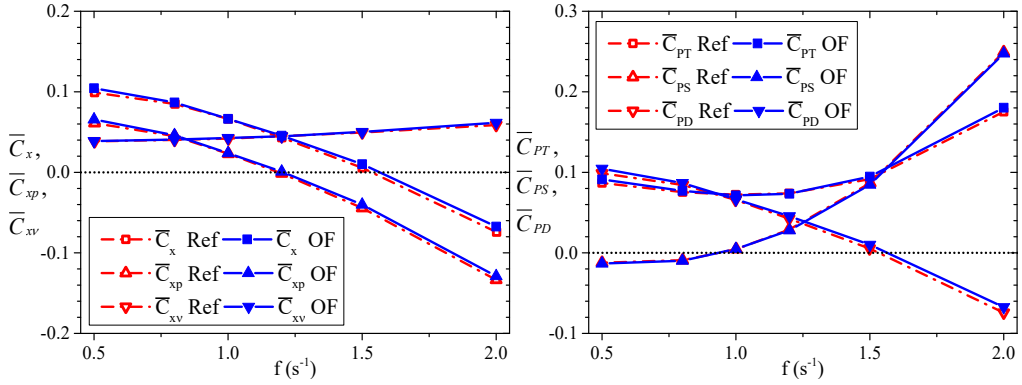 0.2
0.1
0.0
-0.1
-0.2
C̅x,
C̅xp,
C̅xv
C̅x Ref C̅x OF
C̅xp Ref C̅xp OF
C̅xv Ref C̅xv OF
0.5 1.0 1.5 2.0
f (s⁻¹)
0.3
0.2
0.1
0.0
-0.1
C̅PT,
C̅PS,
C̅PD
C̅PT Ref C̅PT OF
C̅PS Ref C̅PS OF
C̅PD Ref C̅PD OF
0.5 1.0 1.5 2.0
f (s⁻¹)